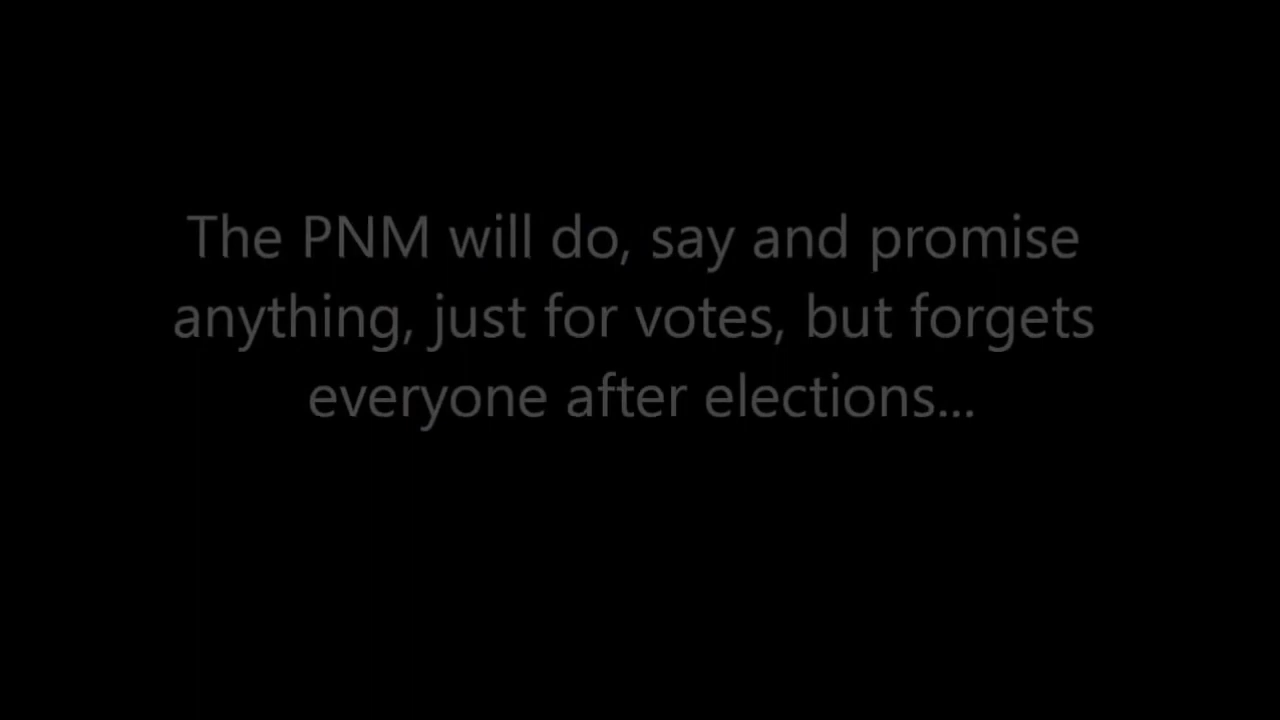 The PNM will do, say and promise
anything, just for votes, but forgets
everyone after elections...